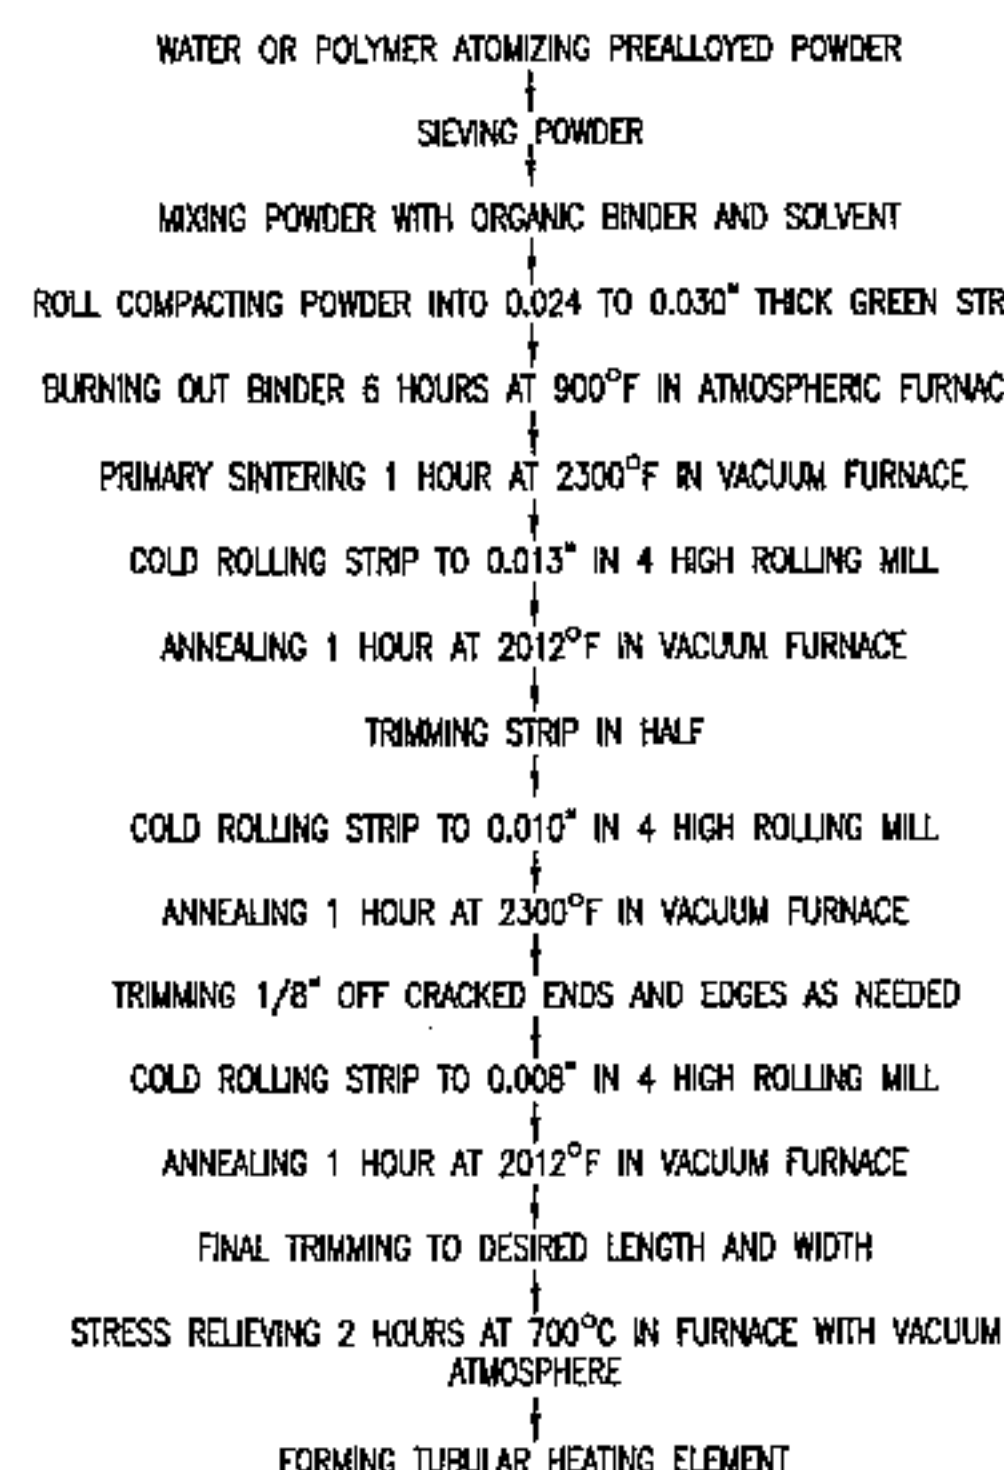 WATER OR POLYMER ATOMIZING PREALLOYED POWDER
SIEVING POWDER
MIXING POWDER WITH ORGANIC BINDER AND SOLVENT
ROLL COMPACTING POWDER INTO 0.024 TO 0.030" THICK GREEN STR
BURNING OUT BINDER 6 HOURS AT 900°F IN ATMOSPHERIC FURNAC
PRIMARY SINTERING 1 HOUR AT 2300°F IN VACUUM FURNACE
COLD ROLLING STRIP TO 0.013" IN 4 HIGH ROLLING MILL
ANNEALING 1 HOUR AT 2012°F IN VACUUM FURNACE
TRIMMING STRIP IN HALF
COLD ROLLING STRIP TO 0.010" IN 4 HIGH ROLLING MILL
ANNEALING 1 HOUR AT 2300°F IN VACUUM FURNACE
TRIMMING 1/8" OFF CRACKED ENDS AND EDGES AS NEEDED
COLD ROLLING STRIP TO 0.008" IN 4 HIGH ROLLING MILL
ANNEALING 1 HOUR AT 2012°F IN VACUUM FURNACE
FINAL TRIMMING TO DESIRED LENGTH AND WIDTH
STRESS RELIEVING 2 HOURS AT 700°C IN FURNACE WITH VACUUM
ATMOSPHERE
FORMING TUBULAR HEATING ELEMENT